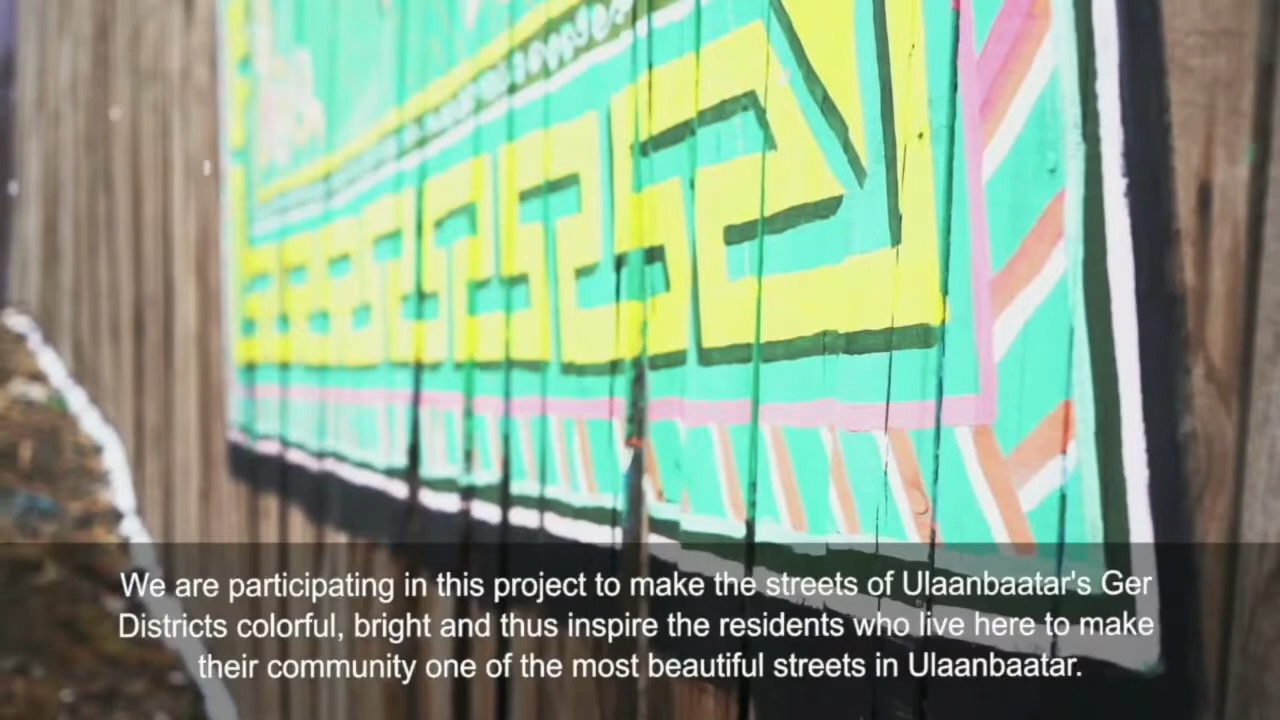 We are participating in this project to make the streets of Ulaanbaatar's Ger
Districts colorful, bright and thus inspire the residents who live here to make
their community one of the most beautiful streets in Ulaanbaatar.